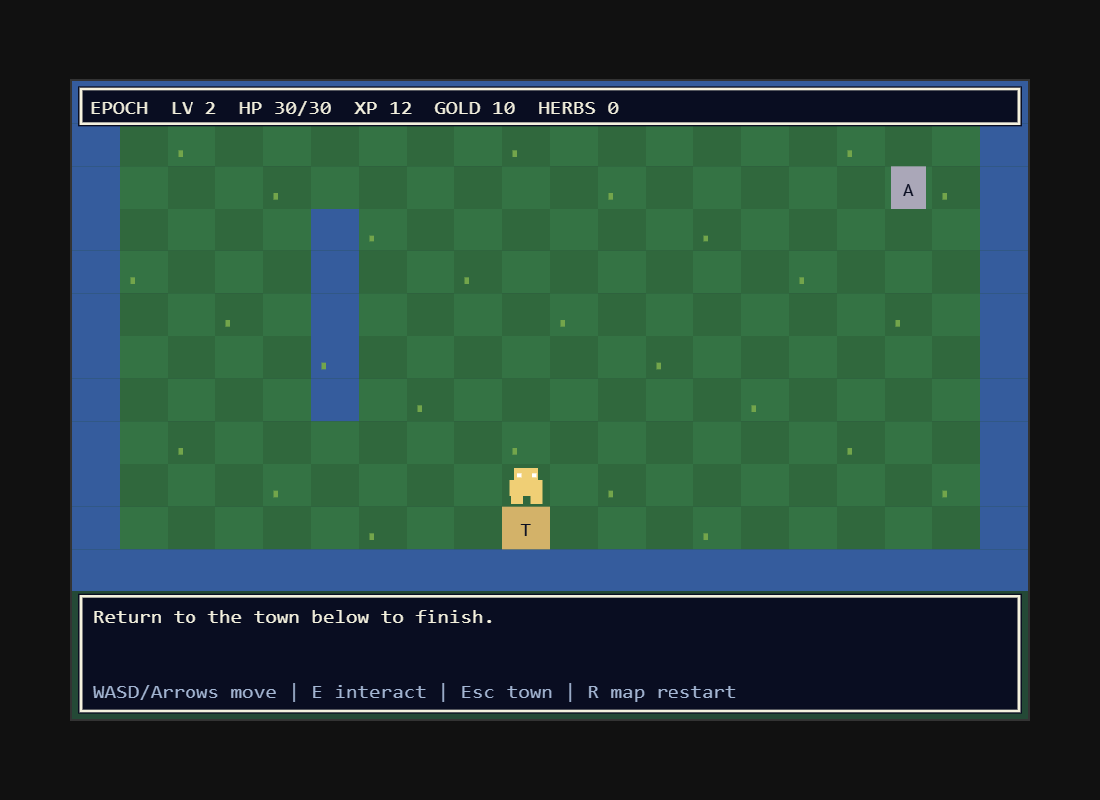 EPOCH LV 2 HP 30/30 XP 12 GOLD 10 HERBS 0
A
T
Return to the town below to finish.
WASD/Arrows move | E interact | Esc town | R map restart